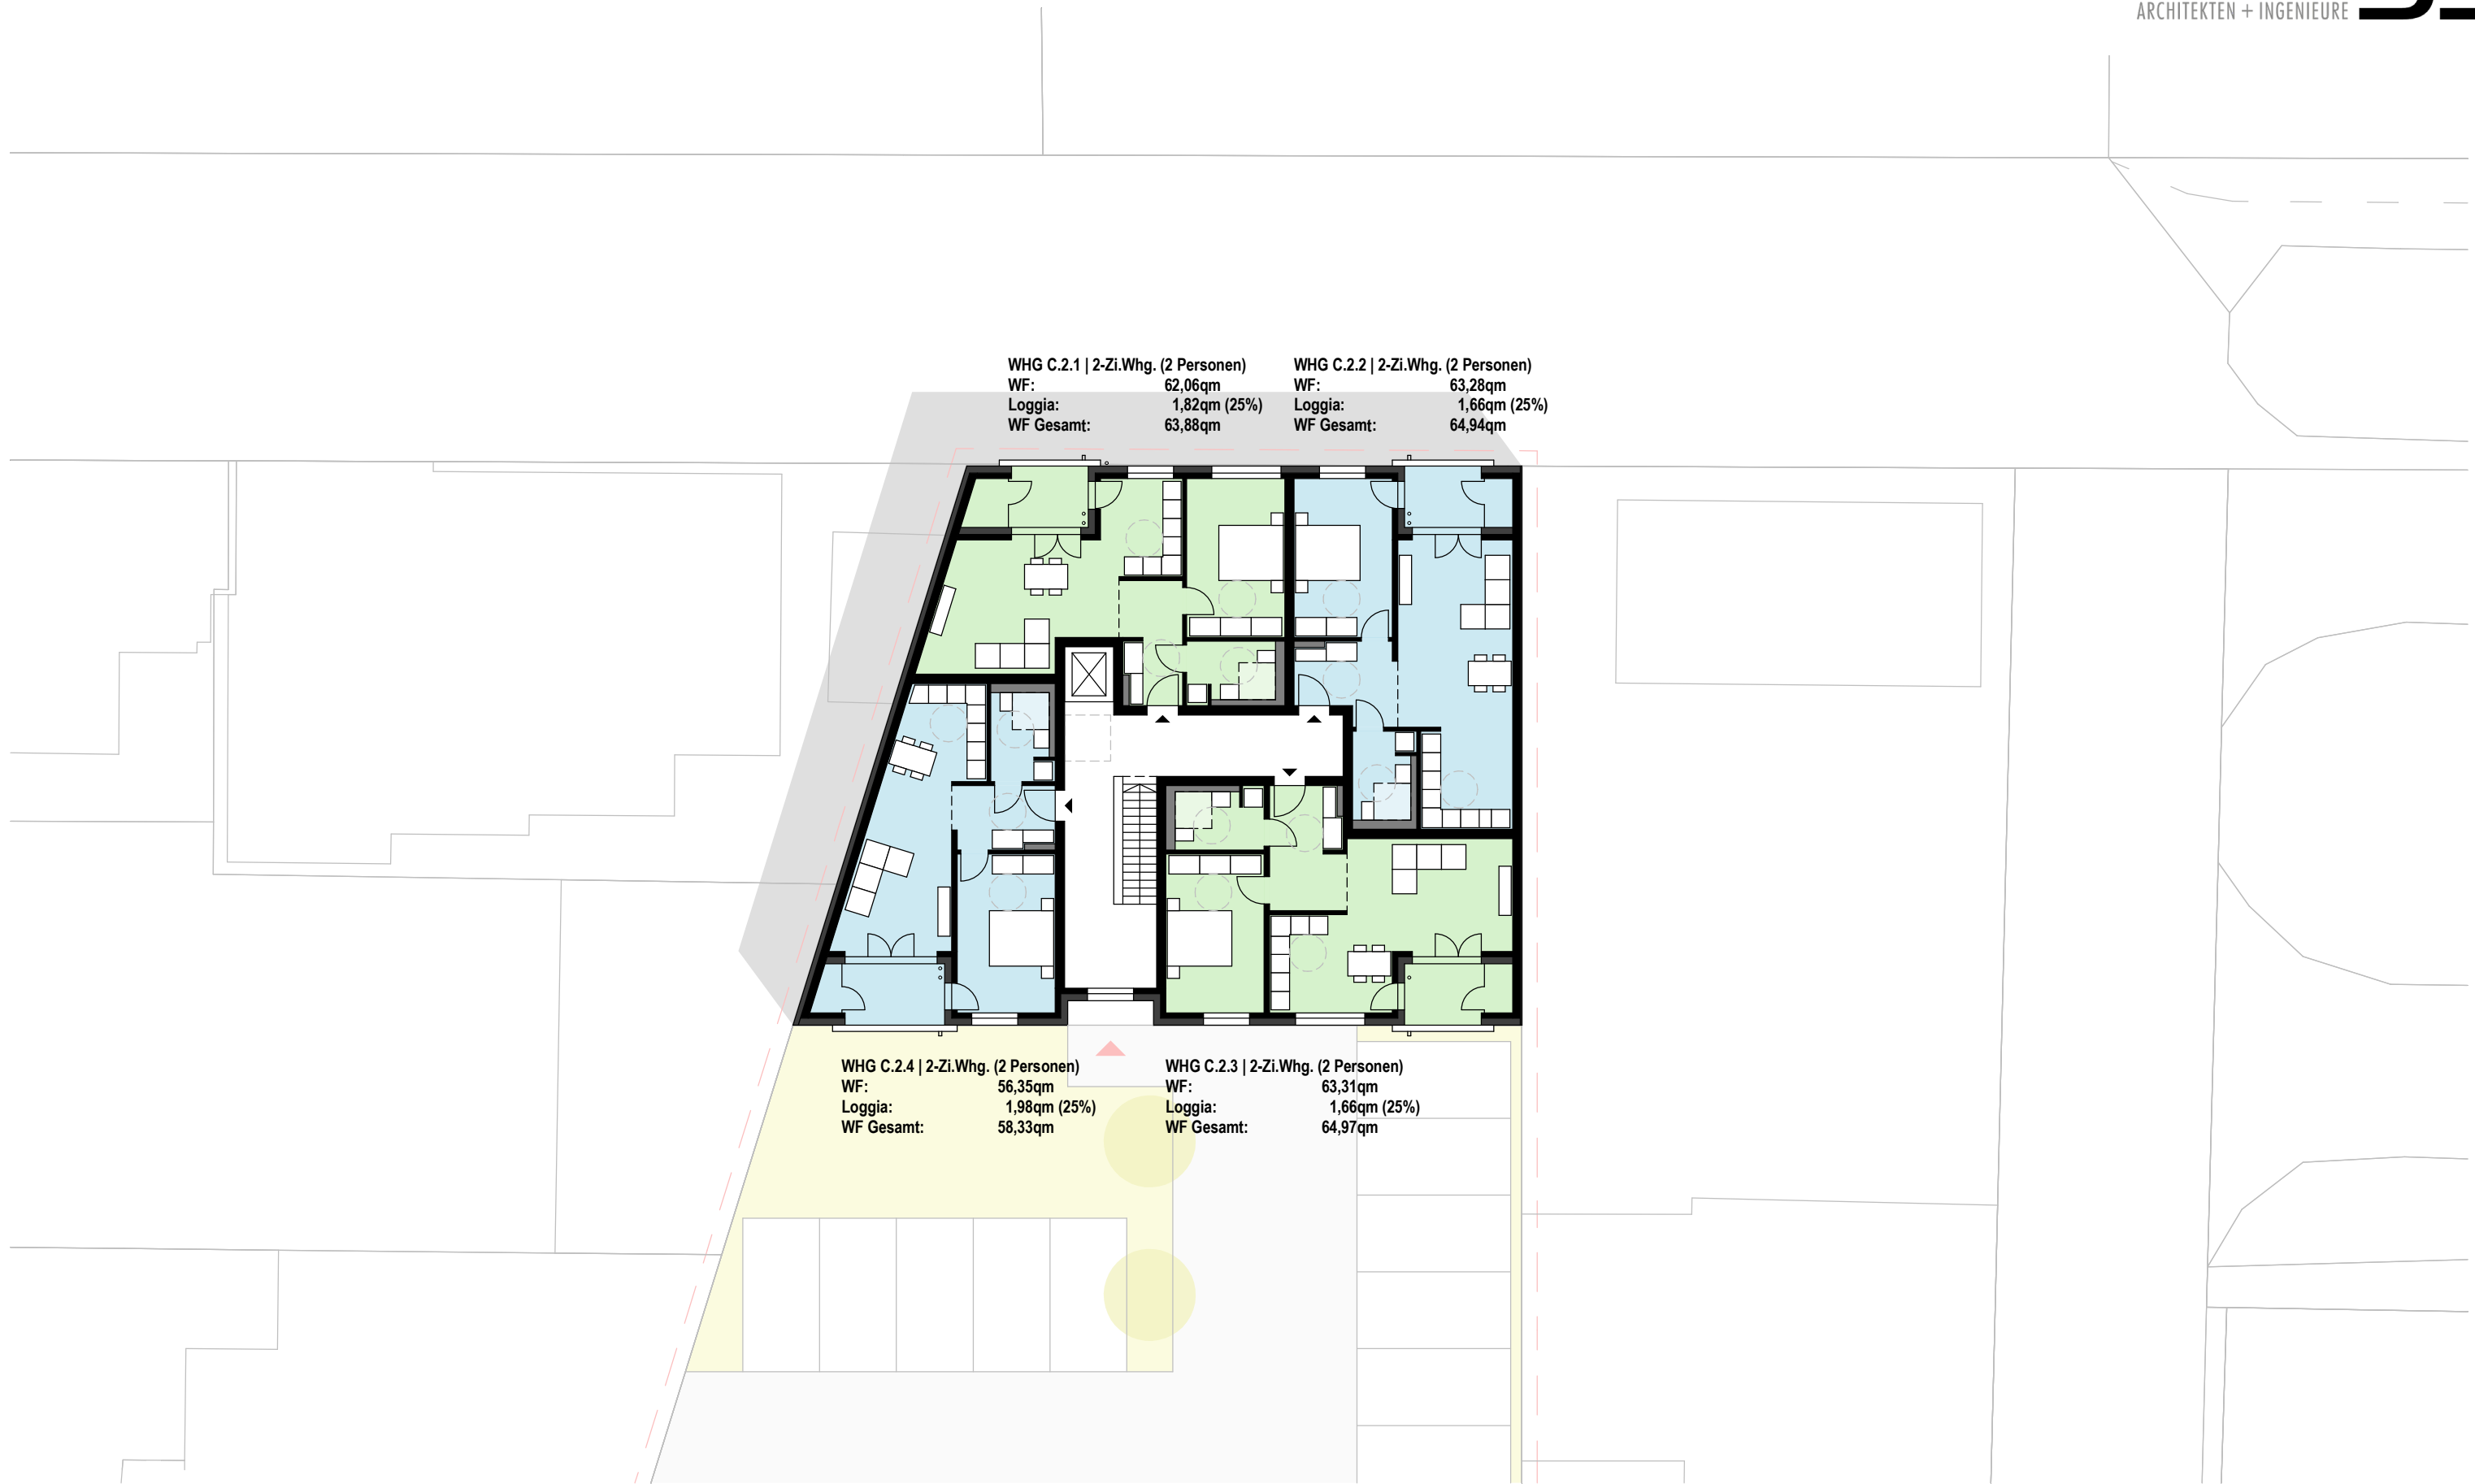 ARCHITEKTEN + INGENIEURE
WHG C.2.1 | 2-Zi.Whg. (2 Personen)
WF: 62,06qm
Loggia: 1,82qm (25%)
WF Gesamt: 63,88qm
WHG C.2.2 | 2-Zi.Whg. (2 Personen)
WF: 63,28qm
Loggia: 1,66qm (25%)
WF Gesamt: 64,94qm
WHG C.2.4 | 2-Zi.Whg. (2 Personen)
WF: 56,35qm
Loggia: 1,98qm (25%)
WF Gesamt: 58,33qm
WHG C.2.3 | 2-Zi.Whg. (2 Personen)
WF: 63,31qm
Loggia: 1,66qm (25%)
WF Gesamt: 64,97qm